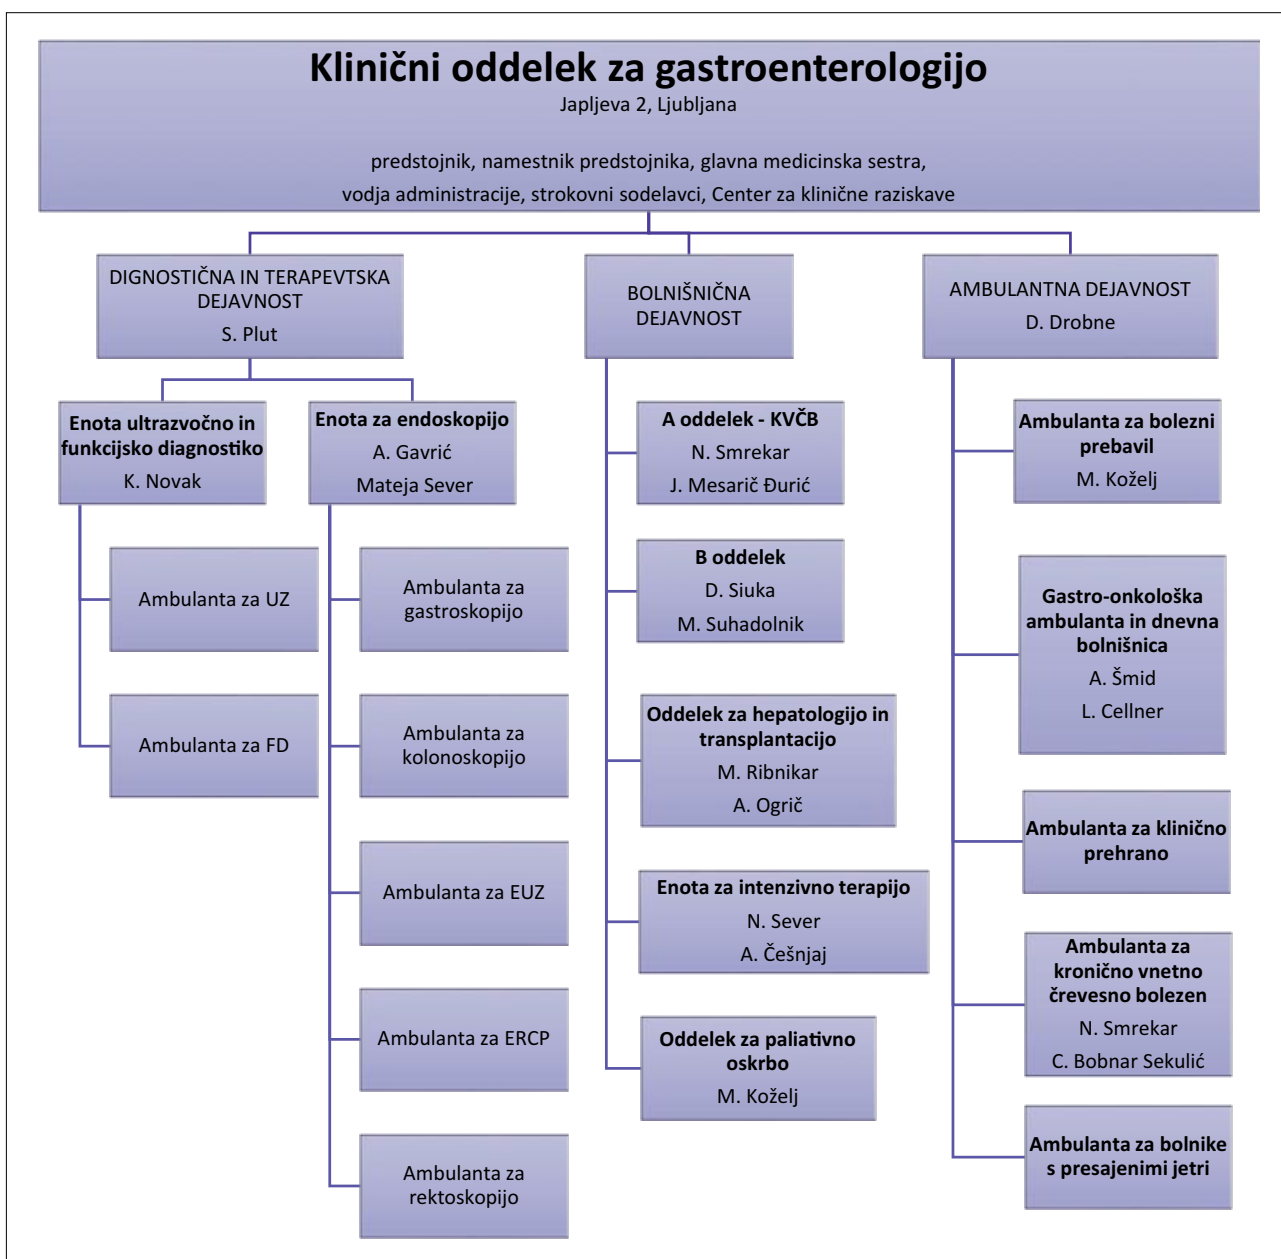 Klinični oddelek za gastroenterologijo
Japljeva 2, Ljubljana
predstojnik, namestnik predstojnika, glavna medicinska sestra,
vodja administracije, strokovni sodelavci, Center za klinične raziskave
DIGNOSTIČNA IN TERAPEVTSKA
DEJAVNOST
S. Plut
Enota ultrazvočno in
funkcijsko diagnostiko
K. Novak
Ambulanta za UZ
Ambulanta za FD
Enota za endoskopijo
A. Gavrić
Mateja Sever
Ambulanta za
gastroskopijo
Ambulanta za
kolonoskopijo
Ambulanta za EUZ
Ambulanta za ERCP
Ambulanta za
rektoskopijo
BOLNIŠNIČNA
DEJAVNOST
A oddelek - KVČB
N. Smrekar
J. Mesarič Đurić
B oddelek
D. Siuka
M. Suhadolnik
Oddelek za hepatologijo in
transplantacijo
M. Ribnikar
A. Ogrič
Enota za intenzivno terapijo
N. Sever
A. Češnjaj
Oddelek za paliativno
oskrbo
M. Koželj
AMBULANTNA DEJAVNOST
D. Drobne
Ambulanta za bolezni
prebavil
M. Koželj
Gastro-onkološka
ambulanta in dnevna
bolnišnica
A. Šmid
L. Cellner
Ambulanta za klinično
prehrano
Ambulanta za
kronično vnetno
črevesno bolezen
N. Smrekar
C. Bobnar Sekulić
Ambulanta za bolnike
s presajenimi jetri